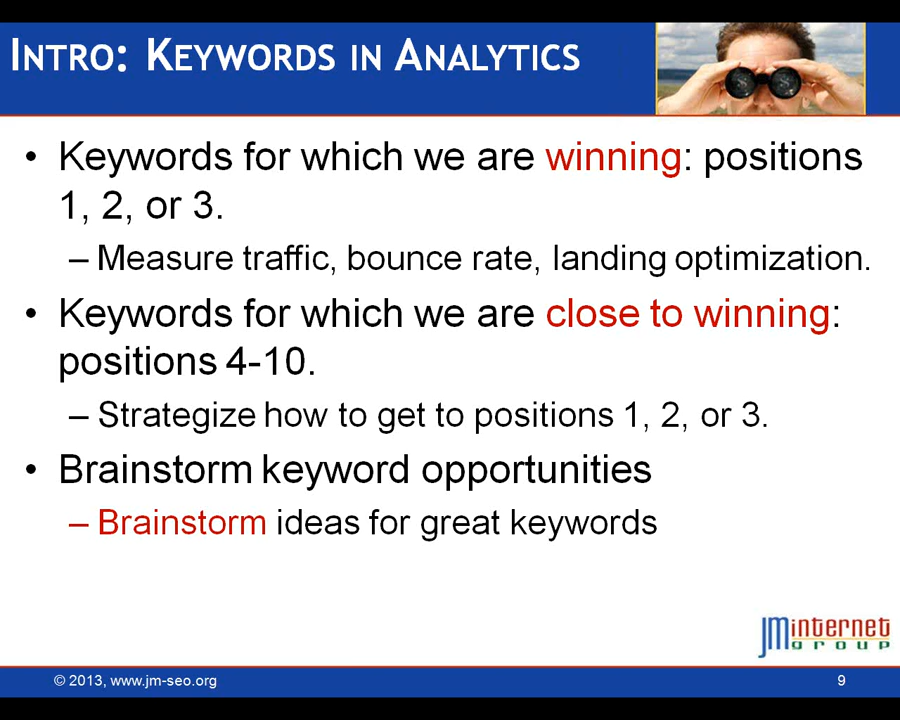 INTRO: KEYWORDS IN ANALYTICS
• Keywords for which we are winning: positions
1, 2, or 3.
– Measure traffic, bounce rate, landing optimization.
• Keywords for which we are close to winning:
positions 4-10.
– Strategize how to get to positions 1, 2, or 3.
• Brainstorm keyword opportunities
– Brainstorm ideas for great keywords
JMinternet
group
© 2013, www.jm-seo.org
9